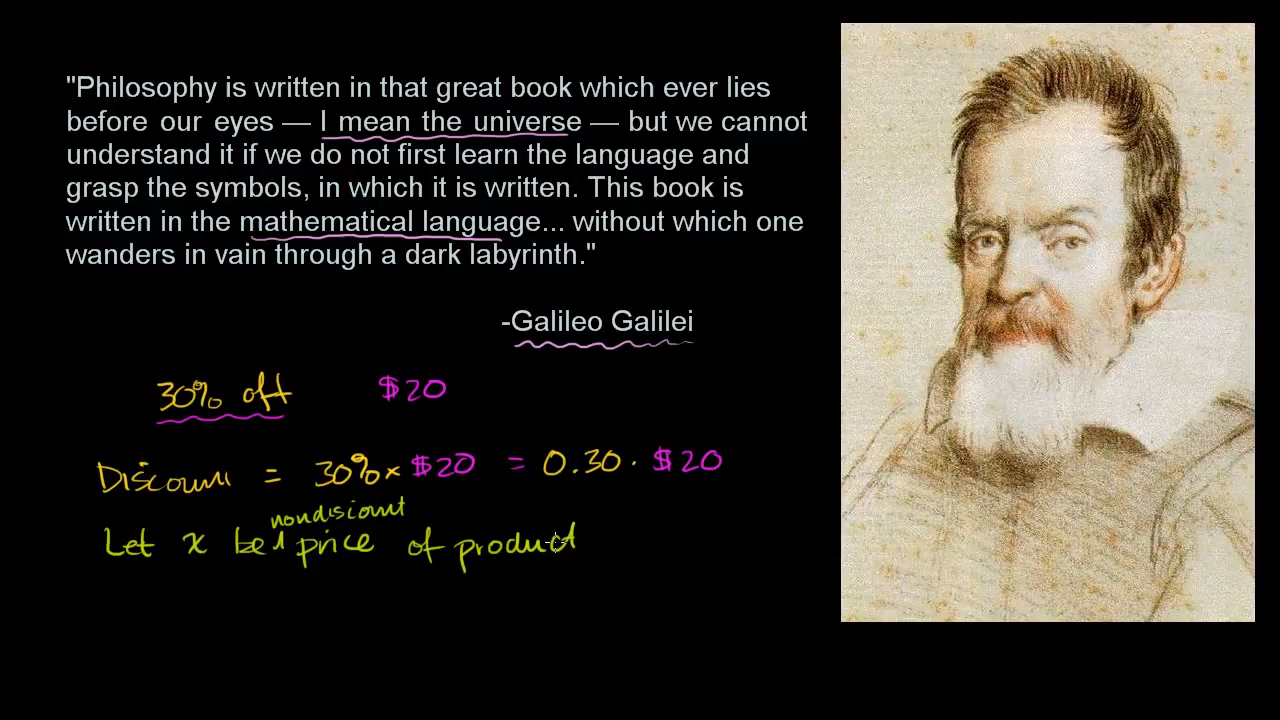 "Philosophy is written in that great book which ever lies
before our eyes — I mean the universe — but we cannot
understand it if we do not first learn the language and
grasp the symbols, in which it is written. This book is
written in the mathematical language... without which one
wanders in vain through a dark labyrinth."
-Galileo Galilei
30% off $20
Discount = 30% × $20 = 0.30 · $20
nondiscount
Let x be price of product